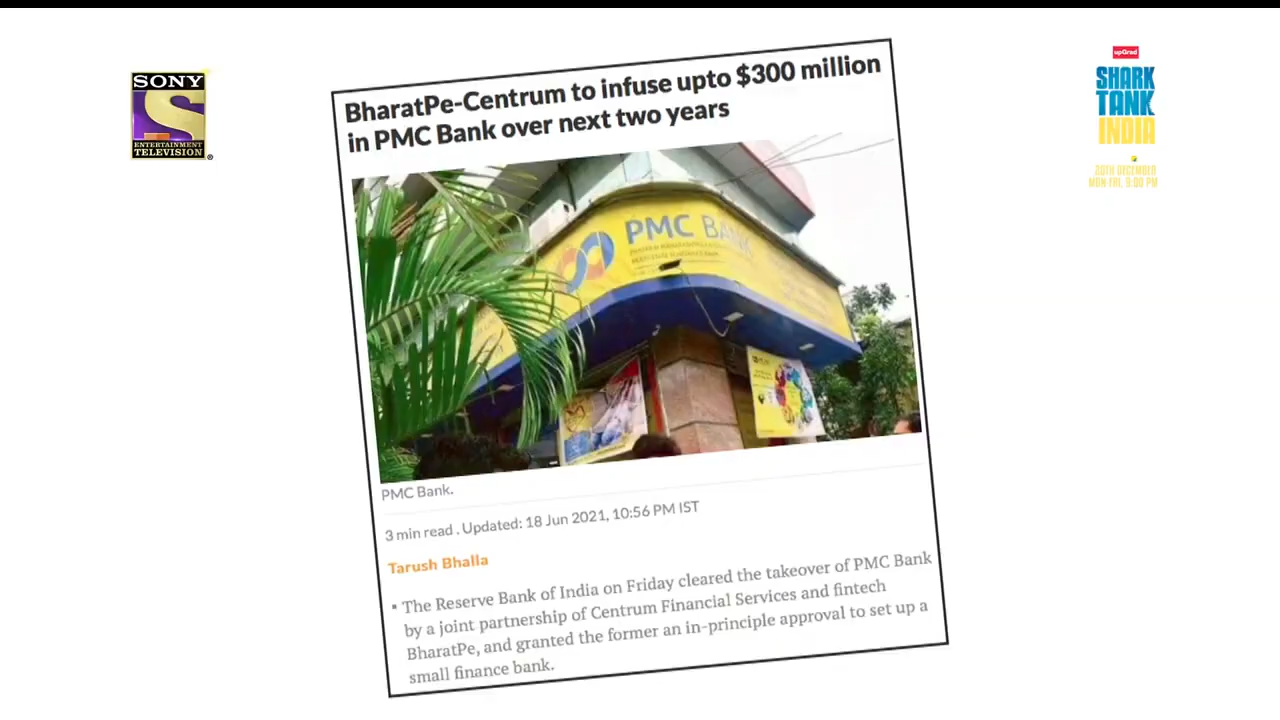 SONY
ENTERTAINMENT
TELEVISION
upGrad
SHARK
TANK
INDIA
20TH DECEMBER
MON-FRI, 9:00 PM
BharatPe-Centrum to infuse upto $300 million
in PMC Bank over next two years
PMC BANK
PMC Bank.
3 min read . Updated: 18 Jun 2021, 10:56 PM IST
Tarush Bhalla
▪ The Reserve Bank of India on Friday cleared the takeover of PMC Bank
by a joint partnership of Centrum Financial Services and fintech
BharatPe, and granted the former an in-principle approval to set up a
small finance bank.